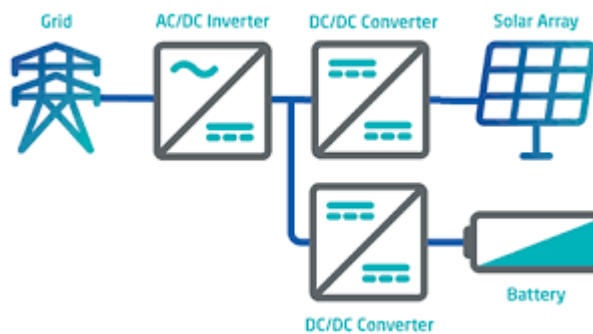 Grid
AC/DC Inverter
DC/DC Converter
Solar Array
Battery
DC/DC Converter